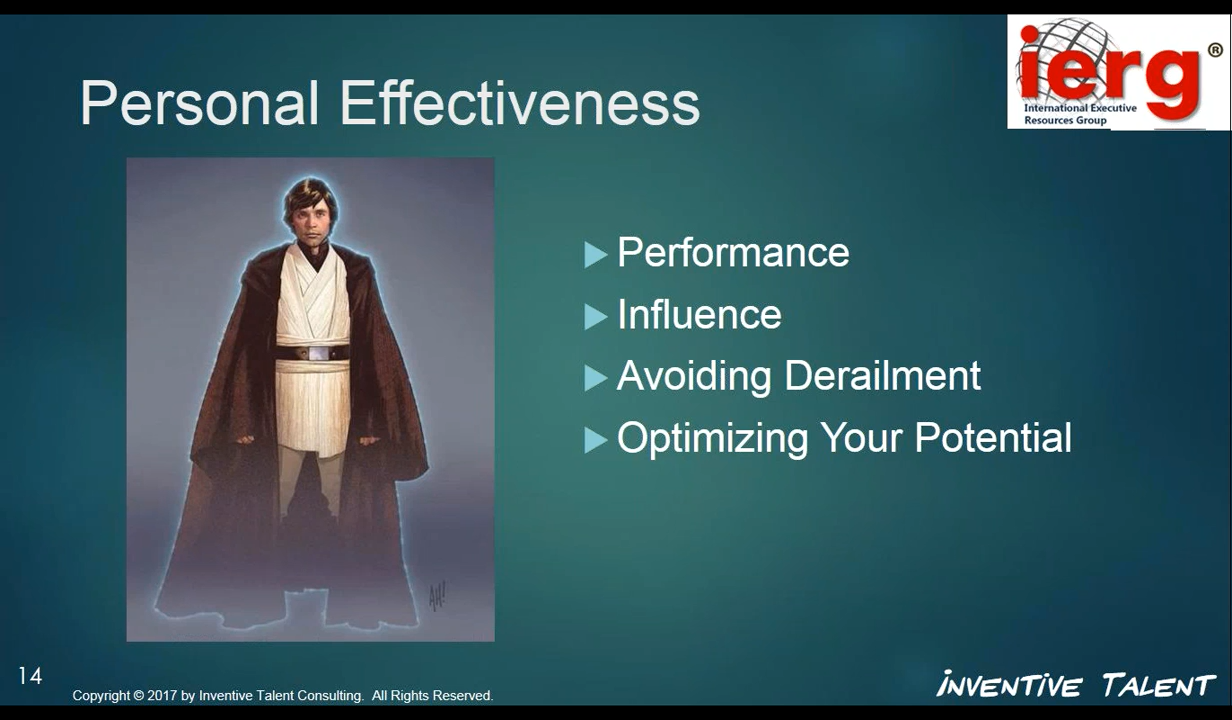 ierg ®
International Executive
Resources Group
Personal Effectiveness
Performance
Influence
Avoiding Derailment
Optimizing Your Potential
AH!
14
Copyright © 2017 by Inventive Talent Consulting. All Rights Reserved.
INVENTIVE TALENT